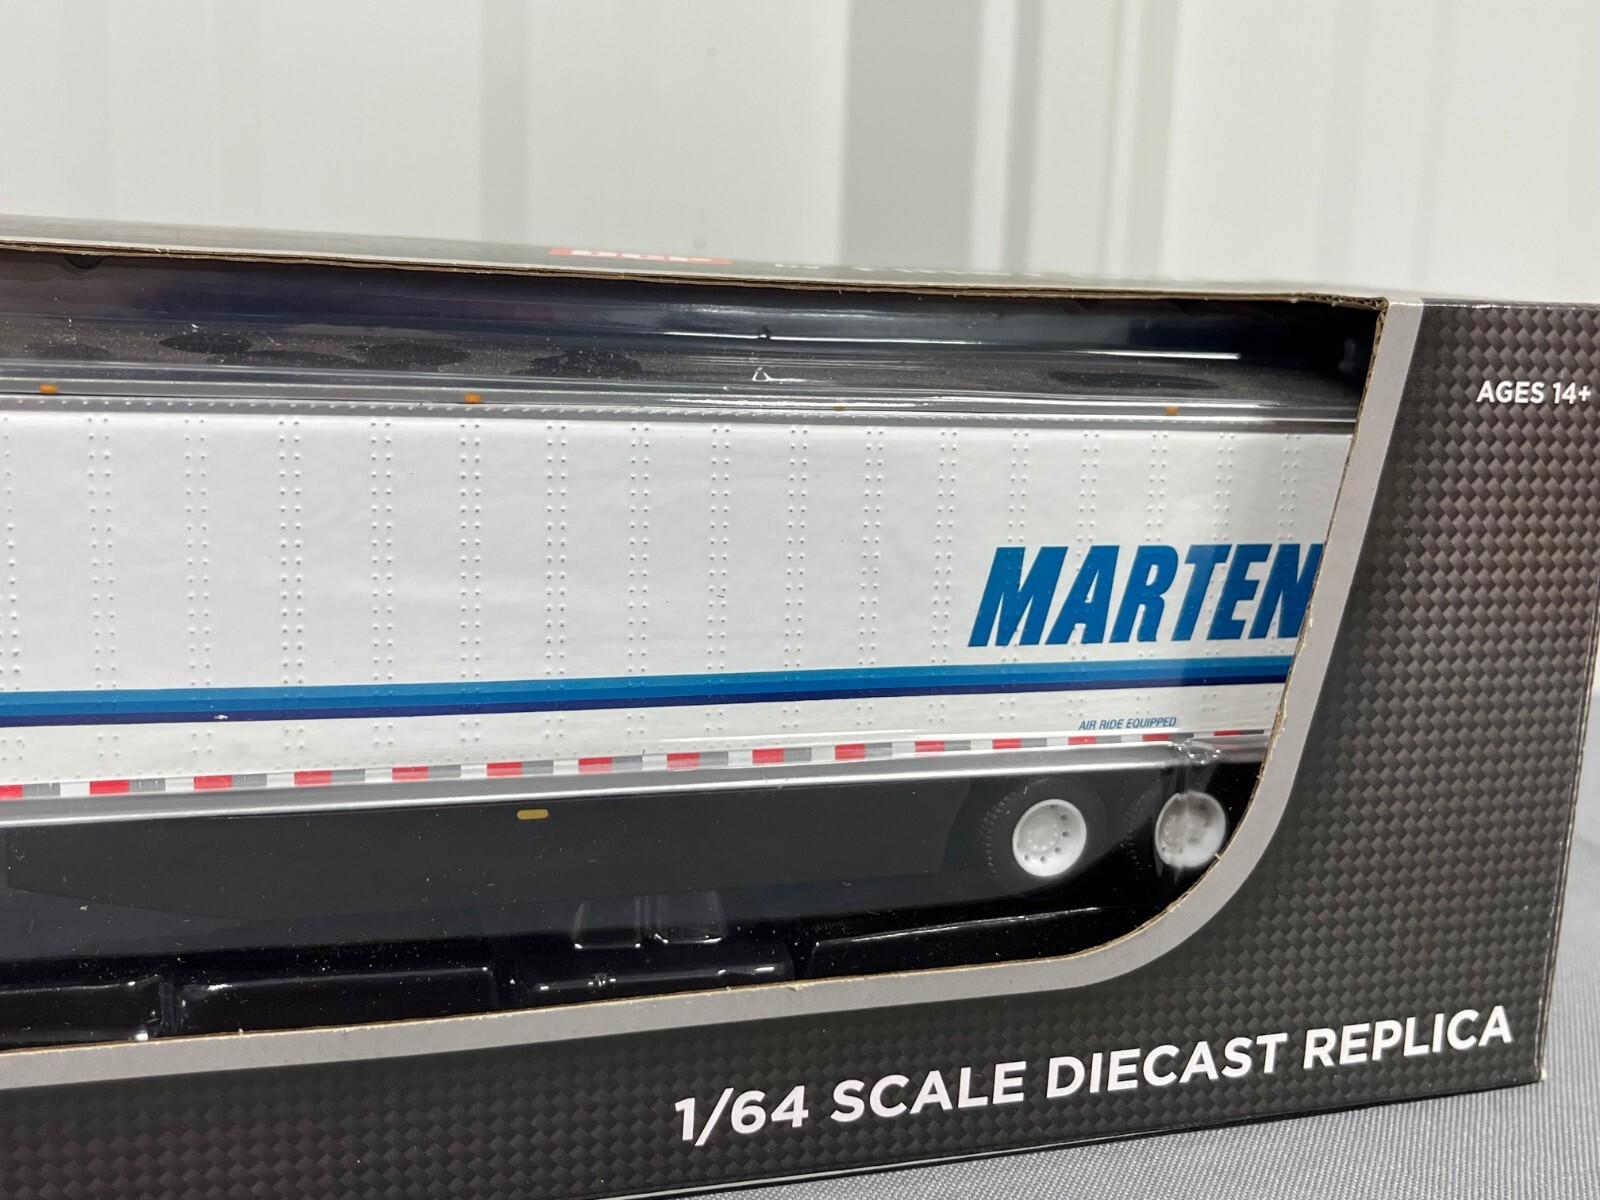 AGES 14+
MARTEN
AIR RIDE EQUIPPED
1/64 SCALE DIECAST REPLICA